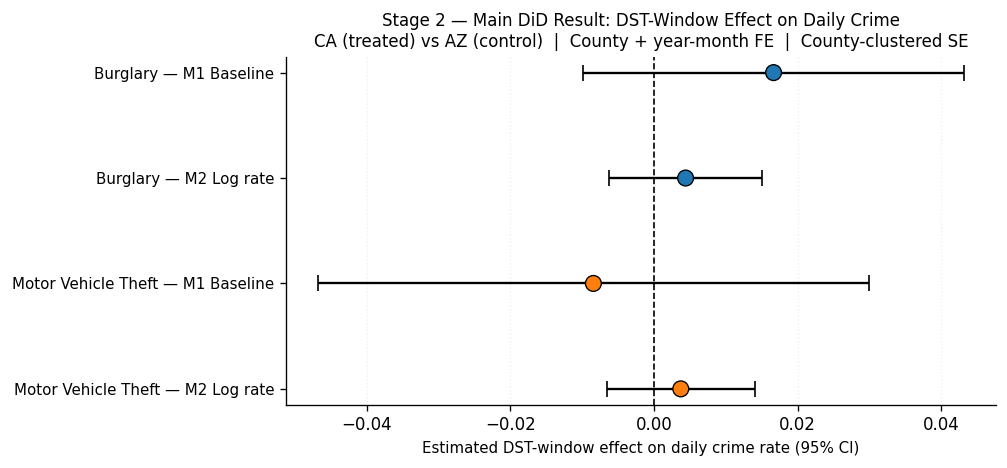 Stage 2 — Main DiD Result: DST-Window Effect on Daily Crime
CA (treated) vs AZ (control)  |  County + year-month FE  |  County-clustered SE
Burglary — M1 Baseline
Burglary — M2 Log rate
Motor Vehicle Theft — M1 Baseline
Motor Vehicle Theft — M2 Log rate
−0.04
−0.02
0.00
0.02
0.04
Estimated DST-window effect on daily crime rate (95% CI)